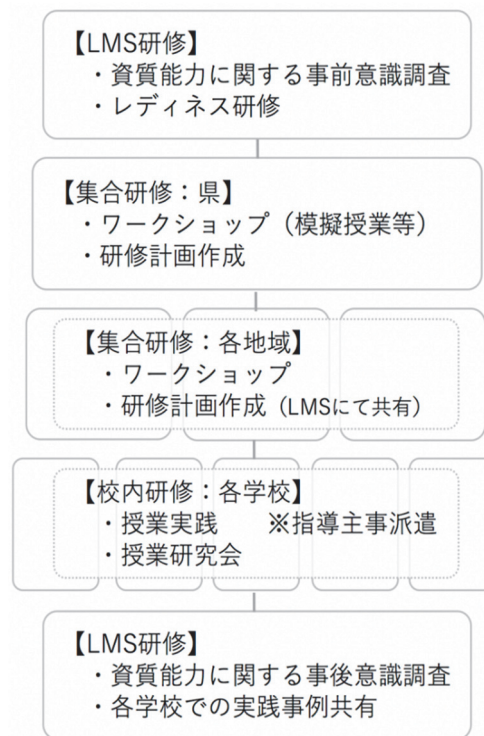 【LMS研修】
・資質能力に関する事前意識調査
・レディネス研修
【集合研修：県】
・ワークショップ（模擬授業等）
・研修計画作成
【集合研修：各地域】
・ワークショップ
・研修計画作成（LMSにて共有）
【校内研修：各学校】
・授業実践　　※指導主事派遣
・授業研究会
【LMS研修】
・資質能力に関する事後意識調査
・各学校での実践事例共有